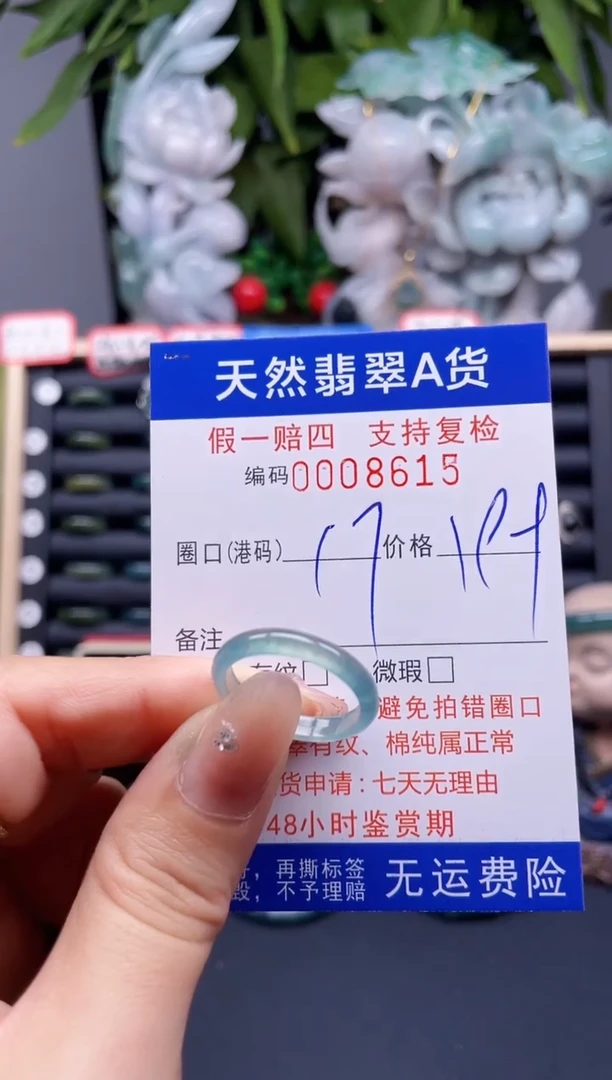 天然翡翠A货
假一赔四 支持复检
编码0008615
圈口(港码) 17 价格
备注
有纹□ 微瑕□
避免拍错圈口
有纹、棉纯属正常
货申请：七天无理由
48小时鉴赏期
，再撕标签
毁，不予理赔
无运费险